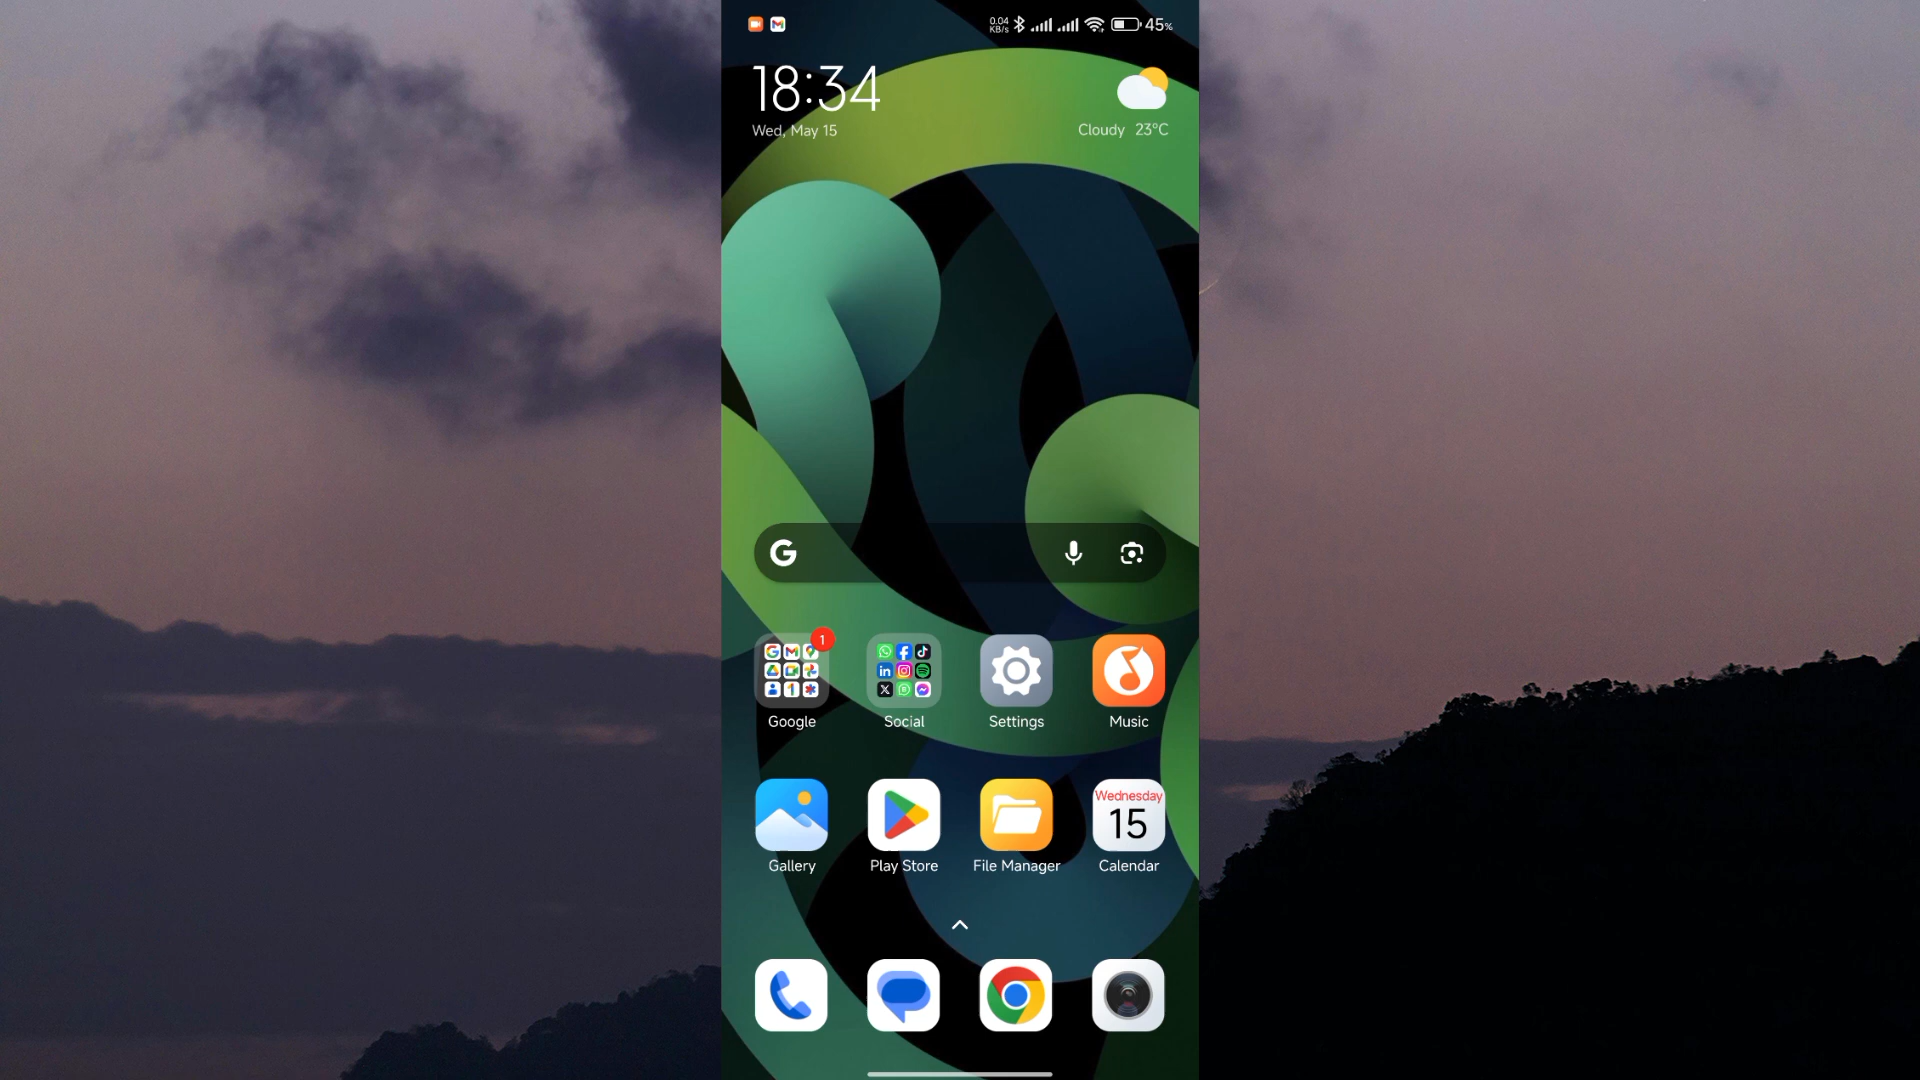 0.04
KB/s
45%
18:34
Wed, May 15
Cloudy 23°C
1
Google
Social
Settings
Music
Wednesday
15
Gallery
Play Store
File Manager
Calendar